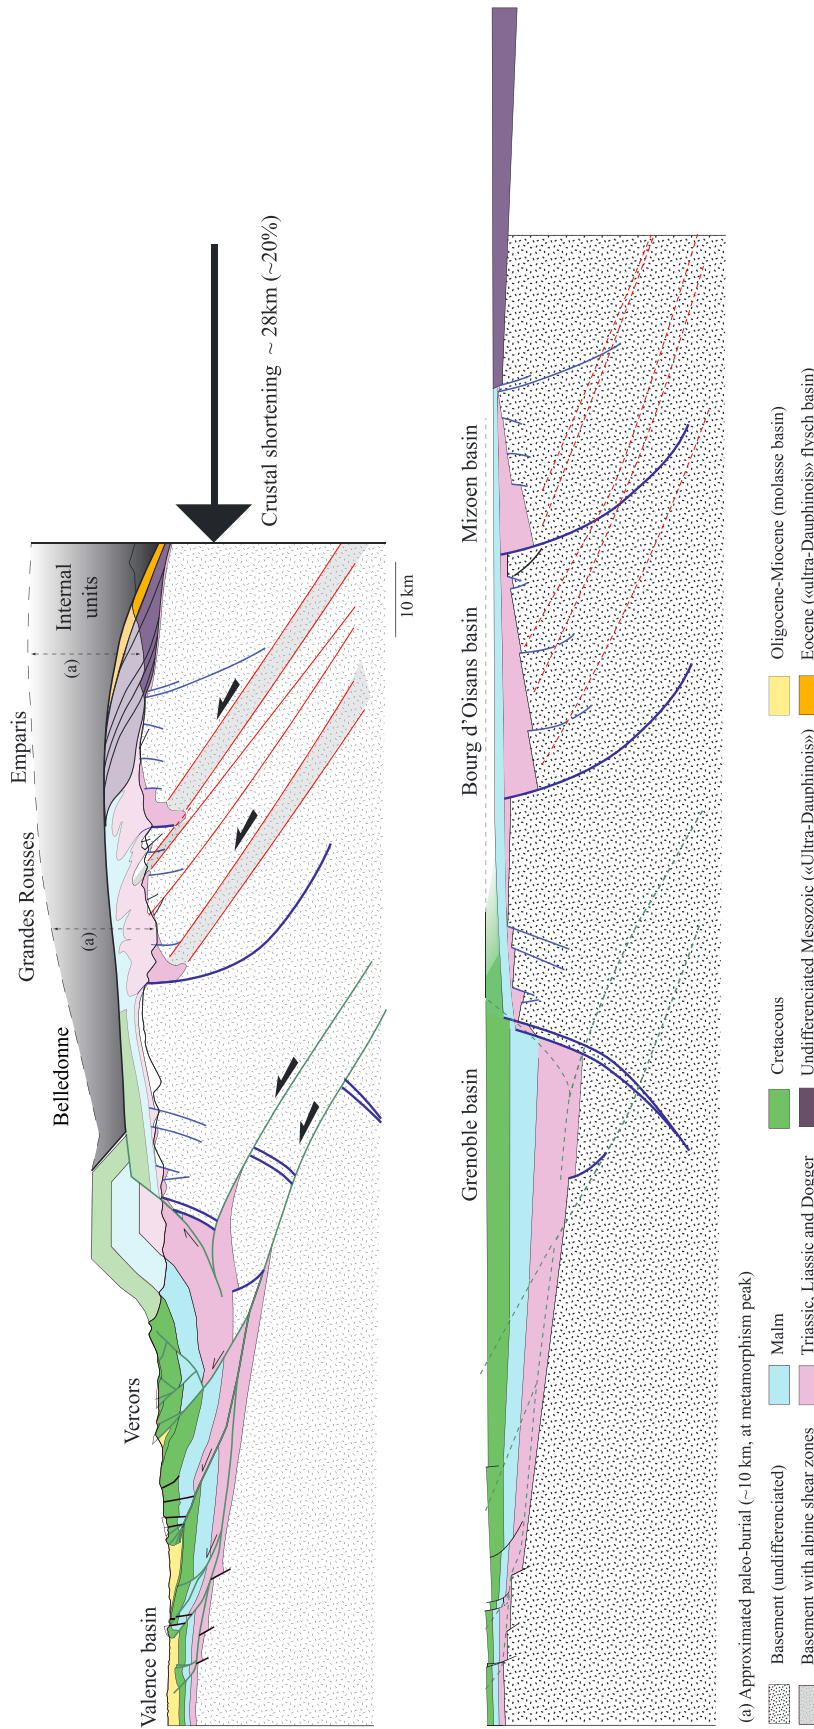 Valence basin
Vercors
Belledonne
Grandes Rousses
Emparis
Internal
units
(a)
(a)
Crustal shortening ~ 28km (~20%)
10 km
Grenoble basin
Bourg d'Oisans basin
Mizoen basin
(a) Approximated paleo-burial (~10 km, at metamorphism peak)
Basement (undifferenciated)
Malm
Cretaceous
Oligocene-Miocene (molasse basin)
Basement with alpine shear zones
Triassic, Liassic and Dogger
Undifferenciated Mesozoic («Ultra-Dauphinois»)
Eocene («ultra-Dauphinois» flysch basin)